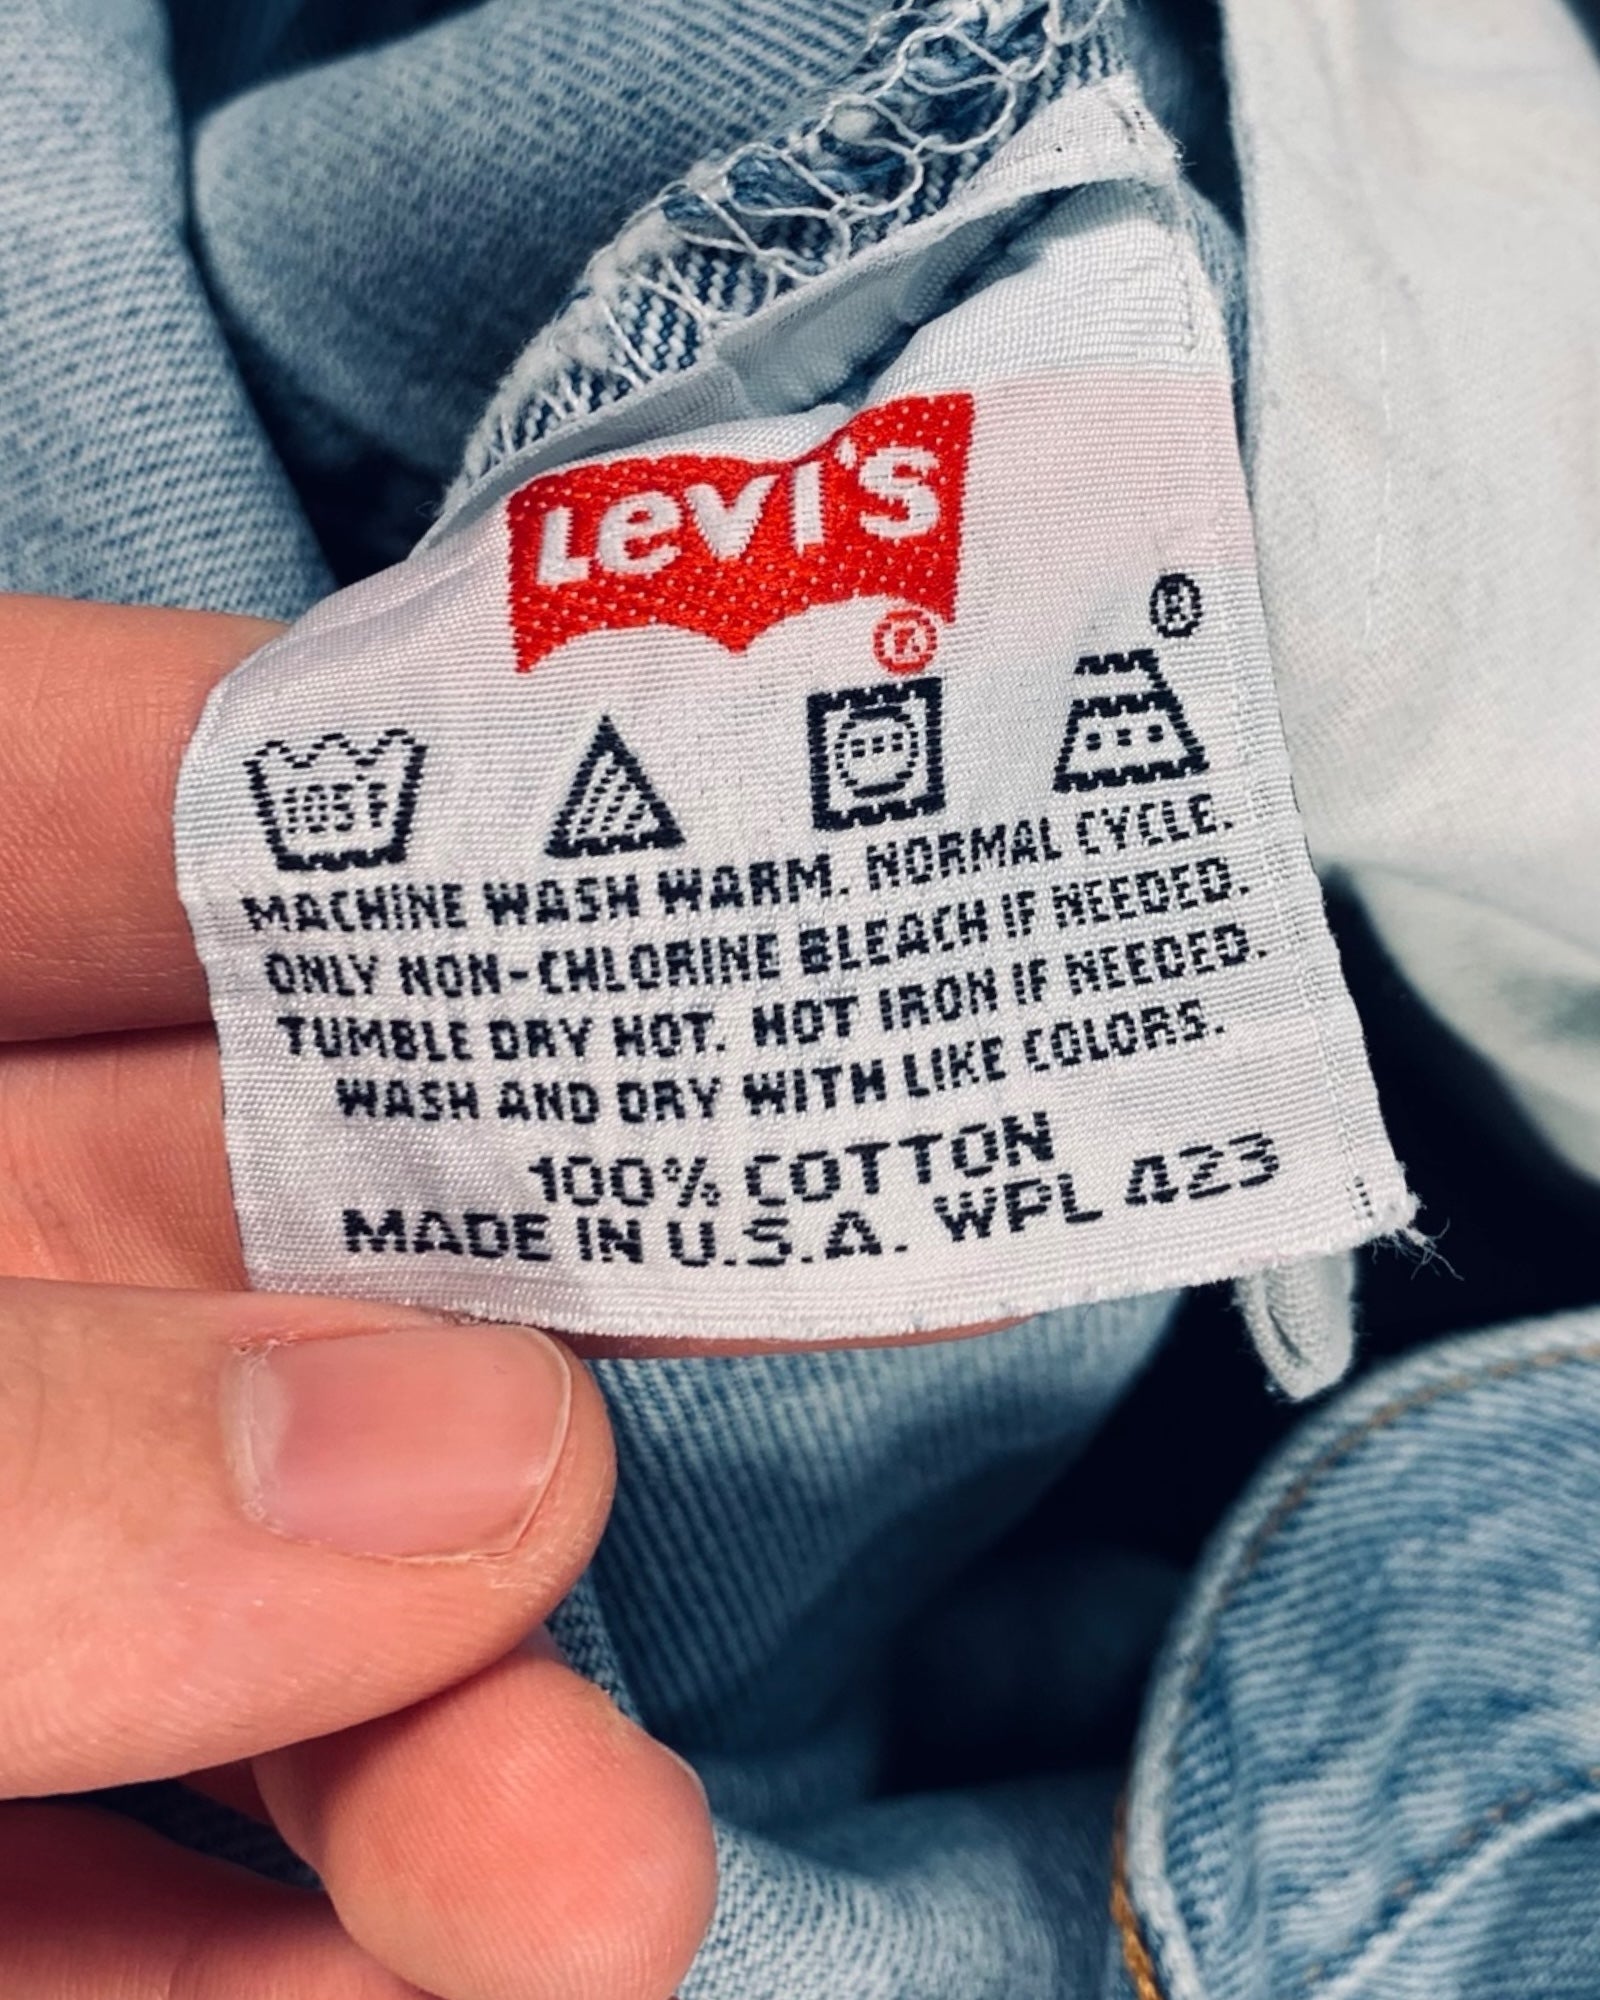 Levi's
®
®
105°F
MACHINE WASH WARM. NORMAL CYCLE.
ONLY NON-CHLORINE BLEACH IF NEEDED.
TUMBLE DRY HOT. HOT IRON IF NEEDED.
WASH AND DRY WITH LIKE COLORS.
100% COTTON
MADE IN U.S.A. WPL 423